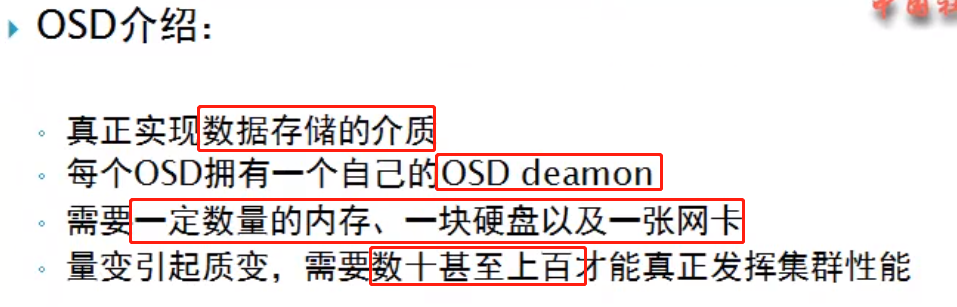 OSD介绍：
真正实现数据存储的介质
每个OSD拥有一个自己的OSD deamon
需要一定数量的内存、一块硬盘以及一张网卡
量变引起质变，需要数十甚至上百才能真正发挥集群性能